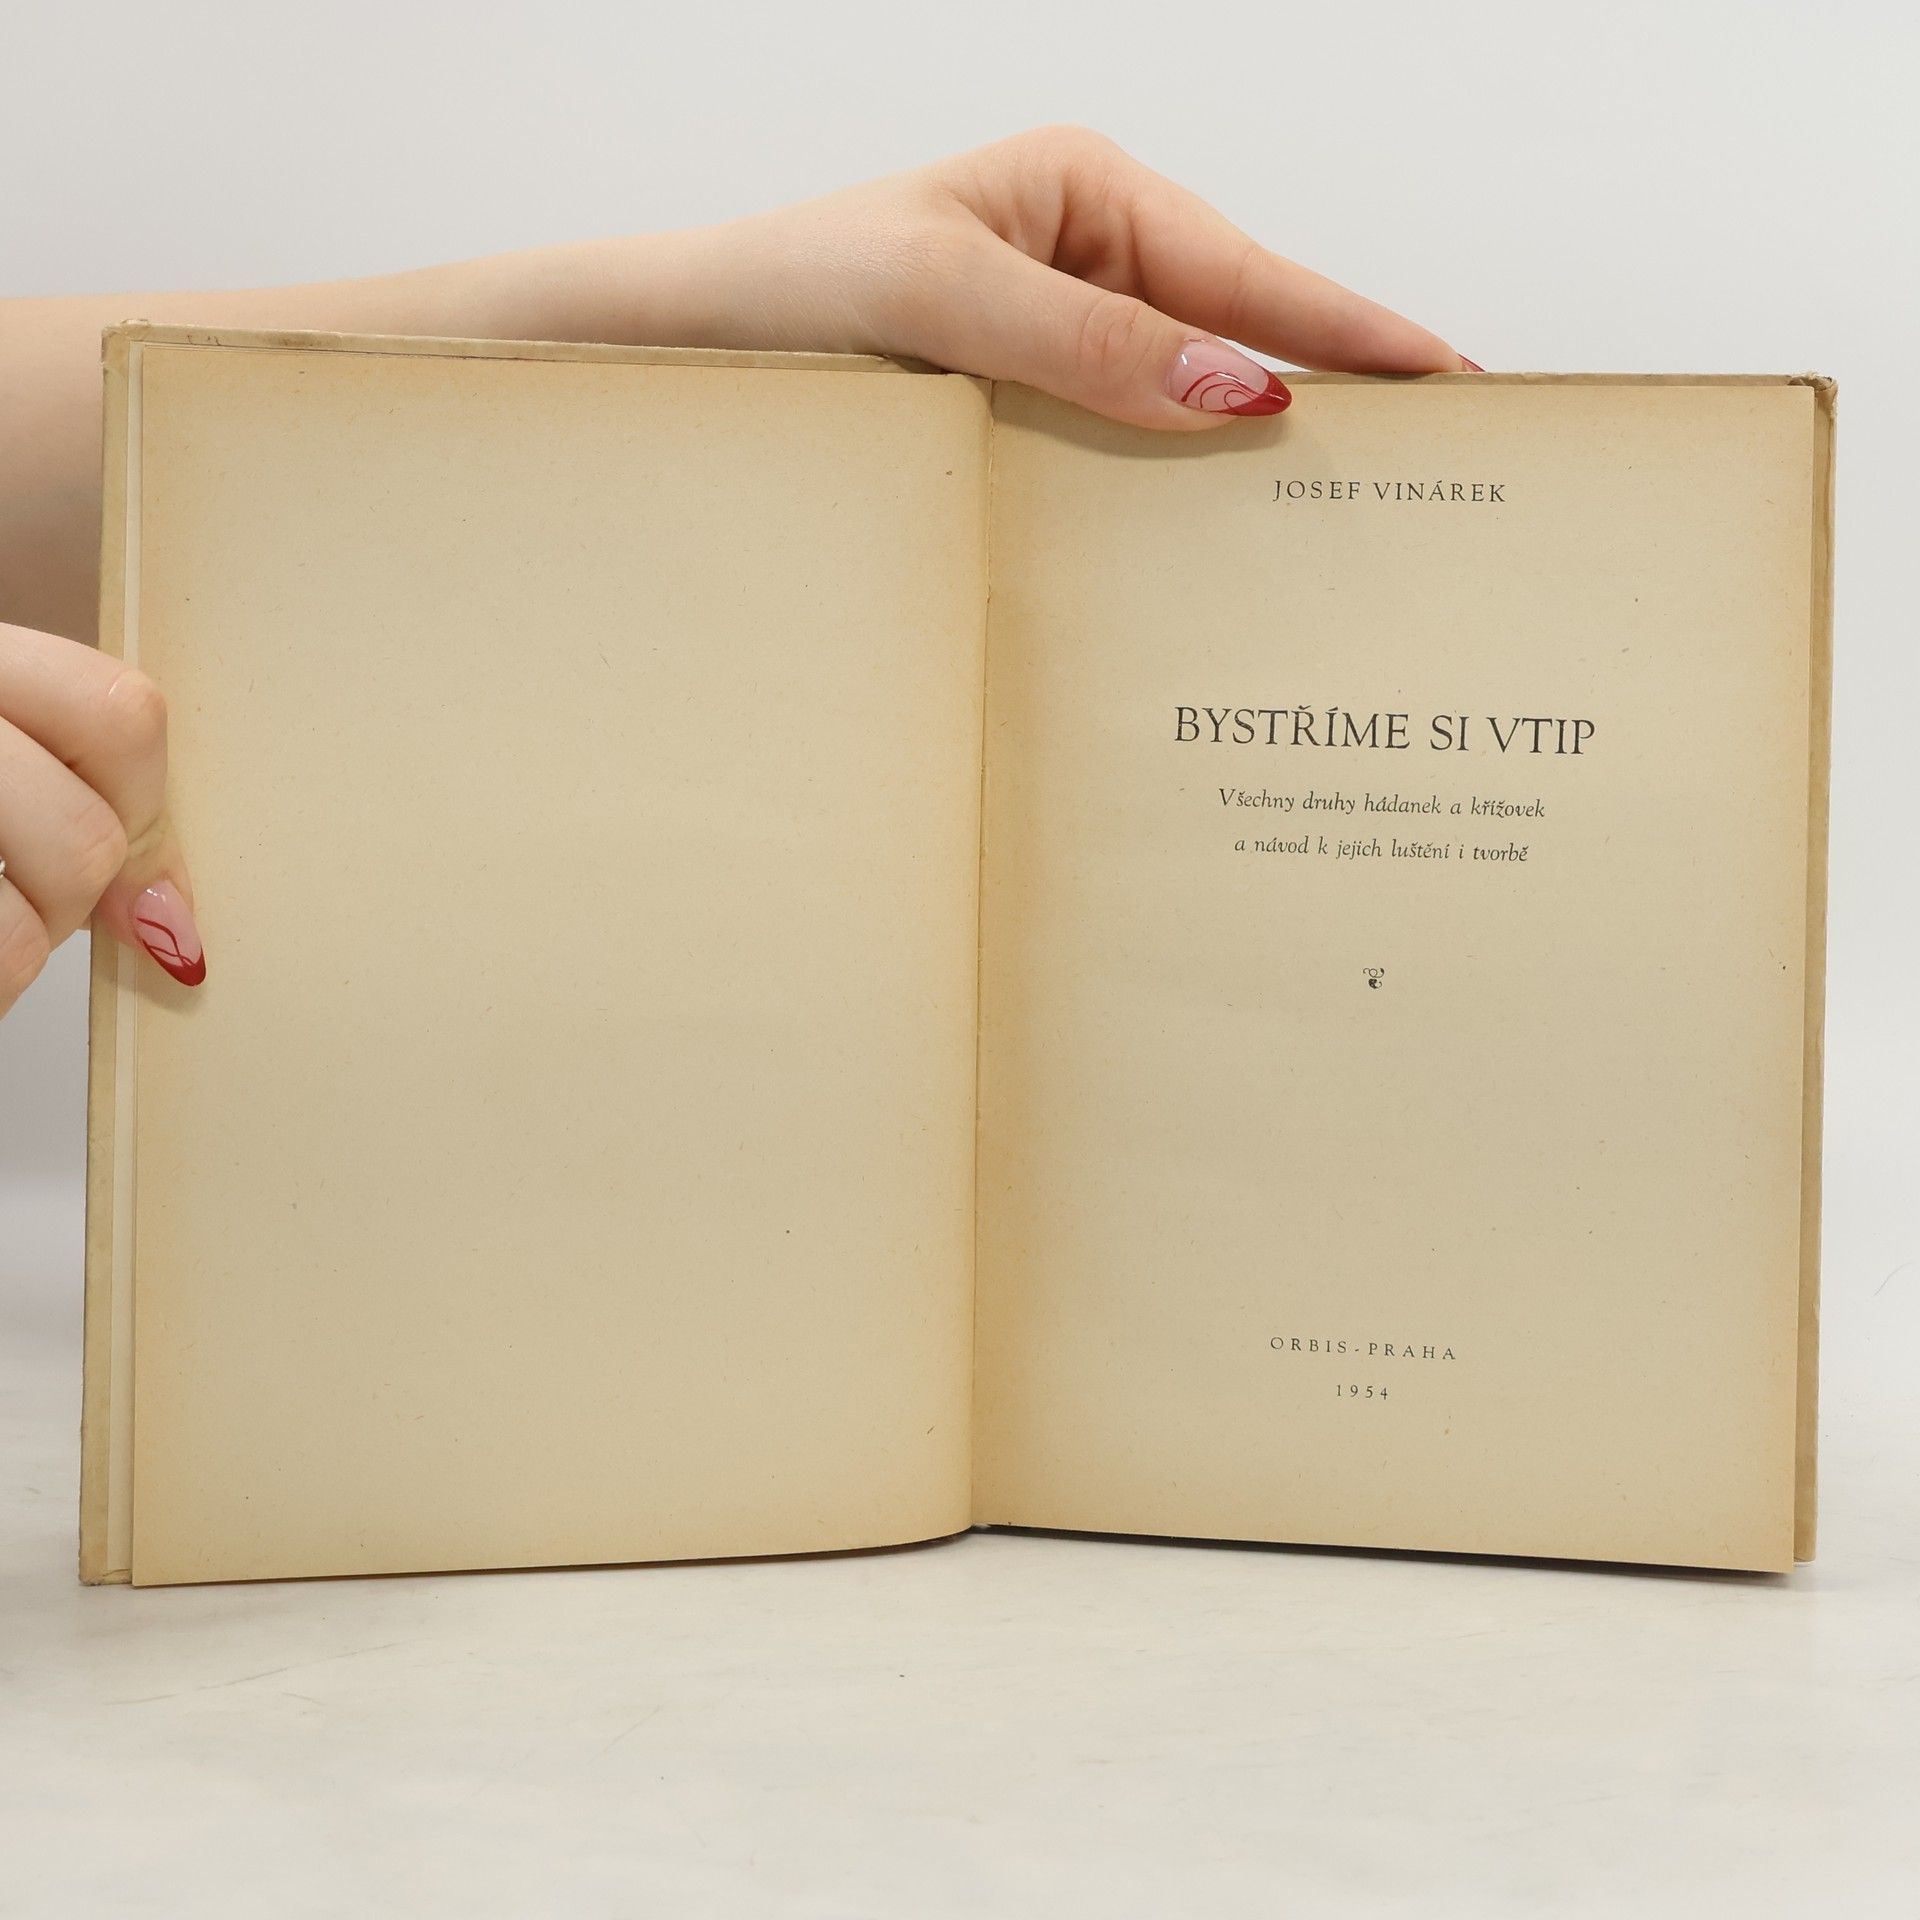 JOSEF VINÁREK
BYSTŘÍME SI VTIP
Všechny druhy hádanek a křížovek
a návod k jejich luštění i tvorbě
ORBIS-PRAHA
1954